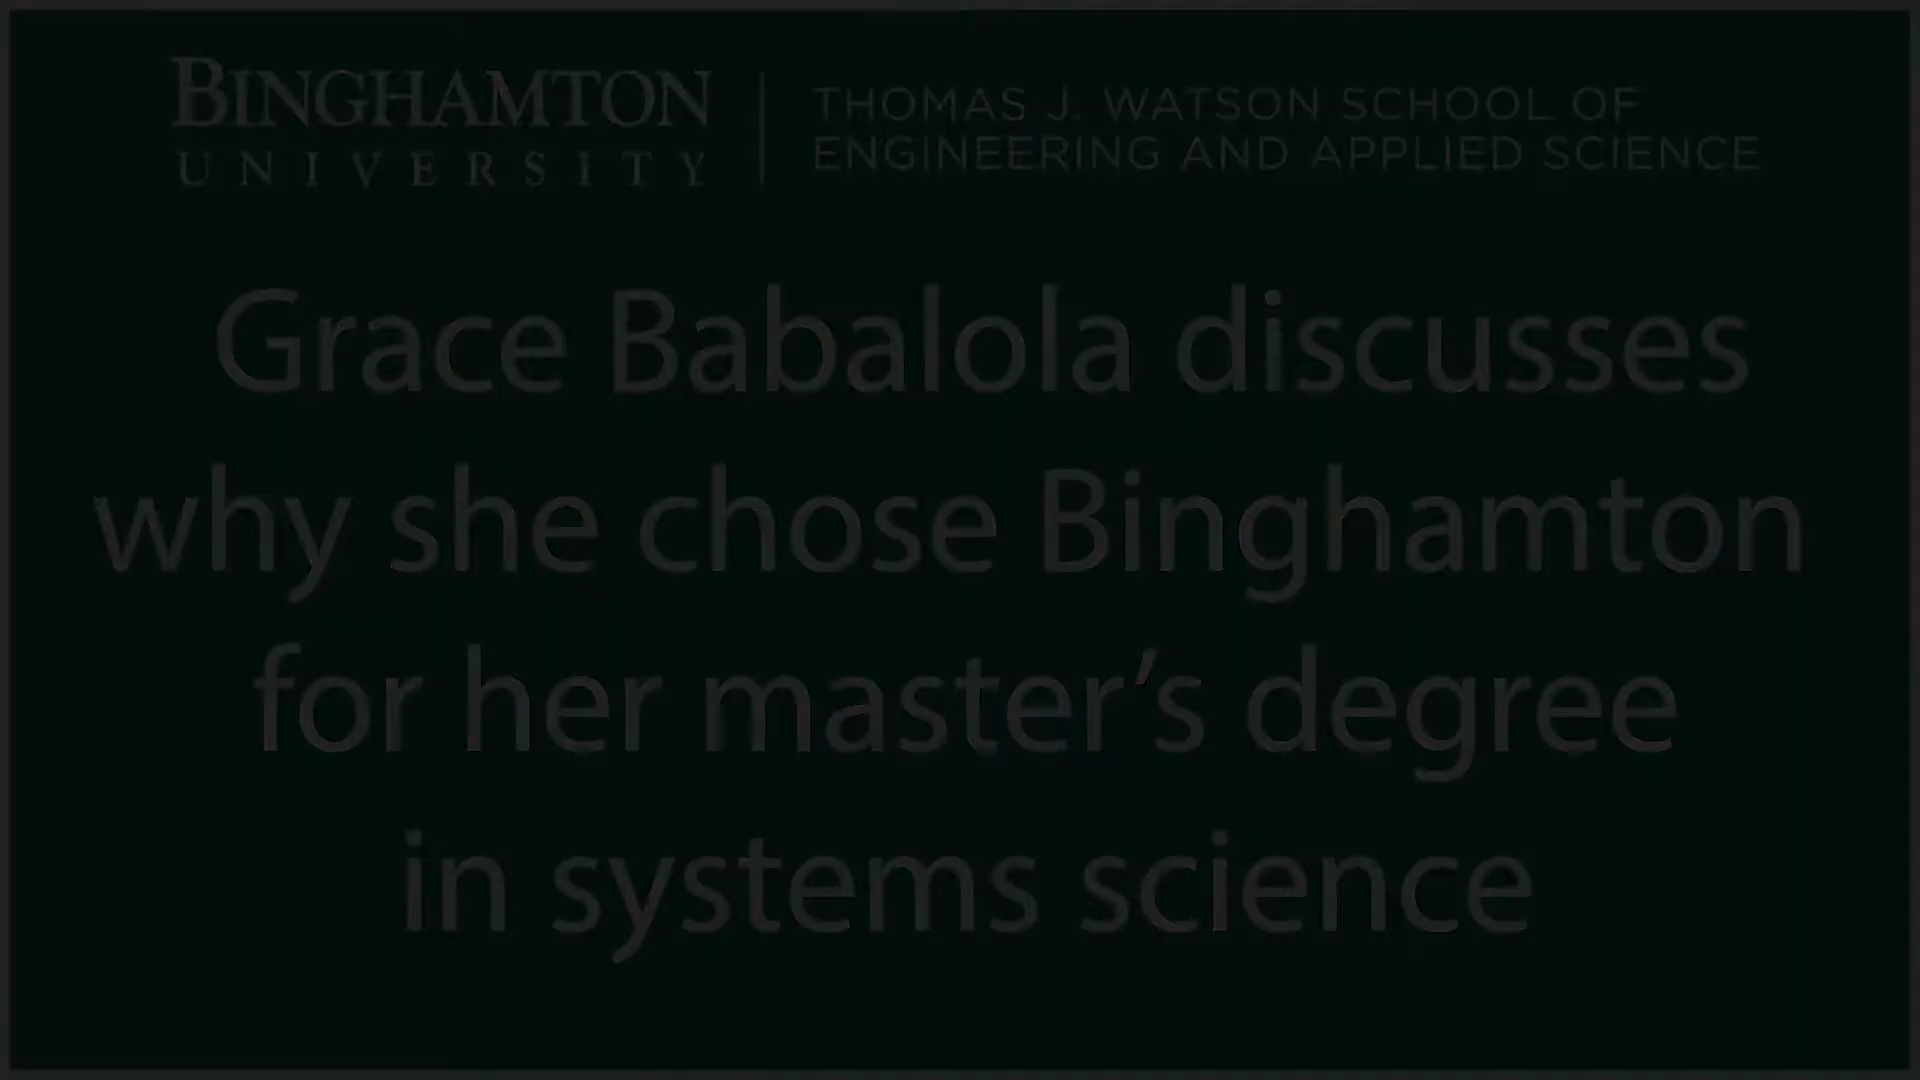 BINGHAMTON
UNIVERSITY
THOMAS J. WATSON SCHOOL OF
ENGINEERING AND APPLIED SCIENCE
Grace Babalola discusses
why she chose Binghamton
for her master’s degree
in systems science